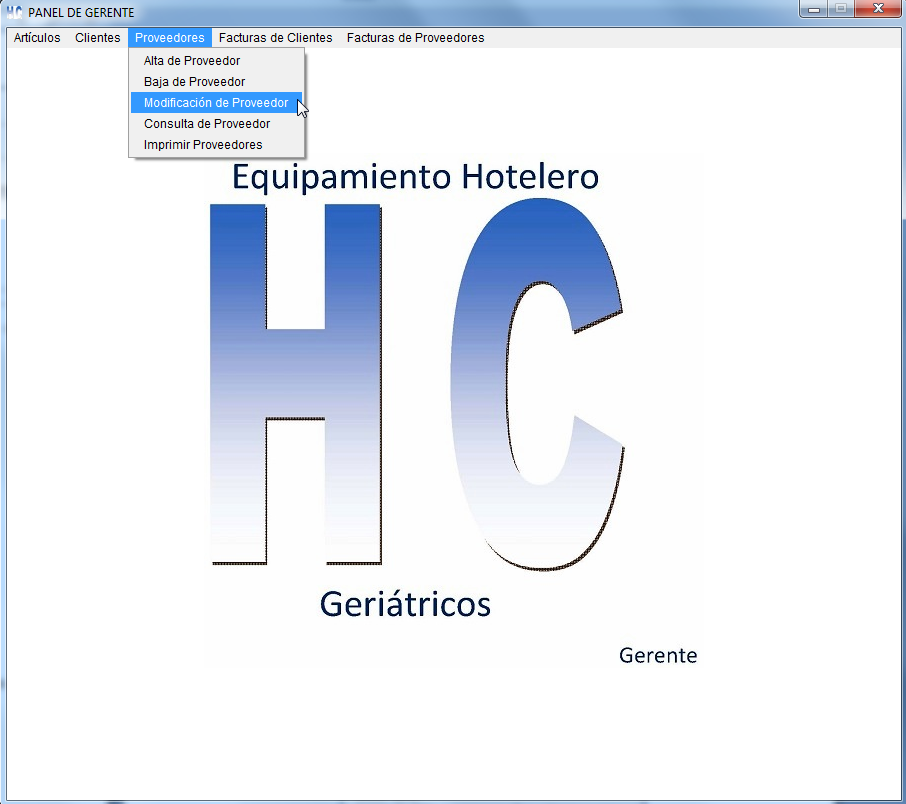 HC PANEL DE GERENTE
Artículos Clientes Proveedores Facturas de Clientes Facturas de Proveedores
Alta de Proveedor
Baja de Proveedor
Modificación de Proveedor
Consulta de Proveedor
Imprimir Proveedores
Equipamiento Hotelero
HC
Geriátricos
Gerente